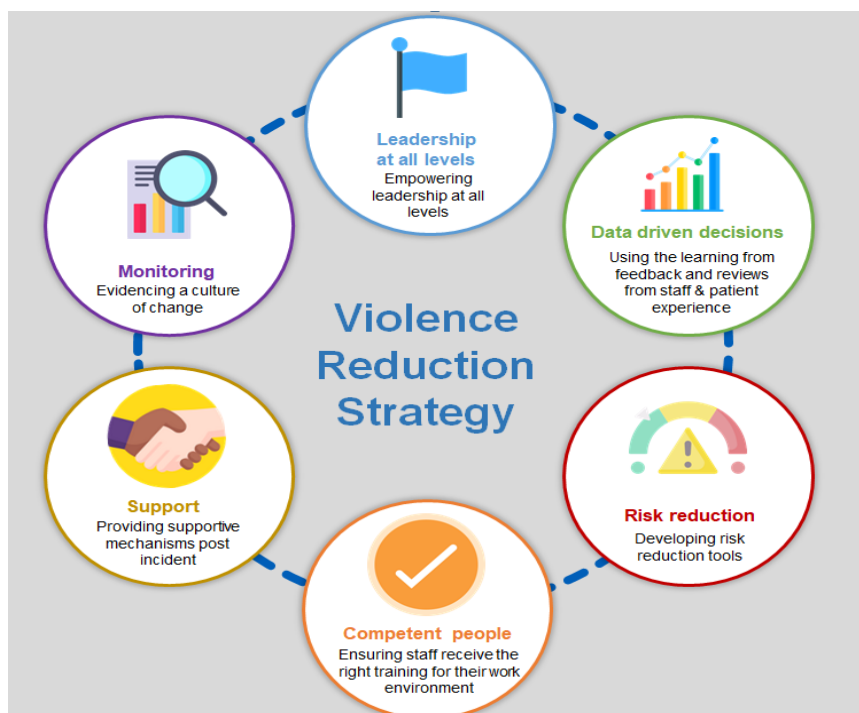 Leadership
at all levels
Empowering
leadership at all
levels
Data driven decisions
Using the learning from
feedback and reviews
from staff & patient
experience
Risk reduction
Developing risk
reduction tools
Competent people
Ensuring staff receive the
right training for their work
environment
Support
Providing supportive
mechanisms post
incident
Monitoring
Evidencing a culture
of change
Violence
Reduction
Strategy